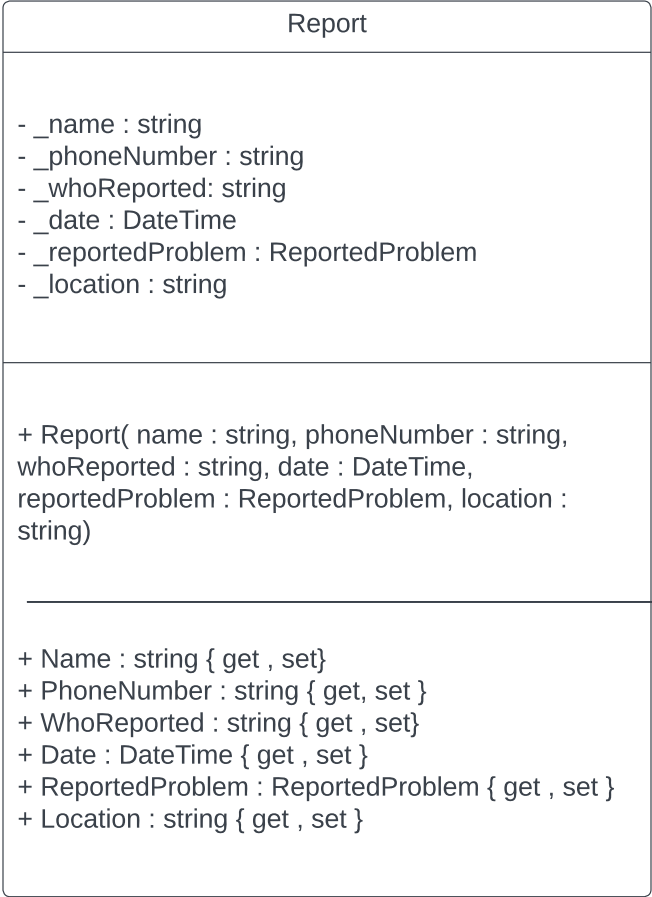 Report
- _name : string
- _phoneNumber : string
- _whoReported: string
- _date : DateTime
- _reportedProblem : ReportedProblem
- _location : string
+ Report( name : string, phoneNumber : string,
whoReported : string, date : DateTime,
reportedProblem : ReportedProblem, location :
string)
+ Name : string { get , set}
+ PhoneNumber : string { get, set }
+ WhoReported : string { get , set}
+ Date : DateTime { get , set }
+ ReportedProblem : ReportedProblem { get , set }
+ Location : string { get , set }